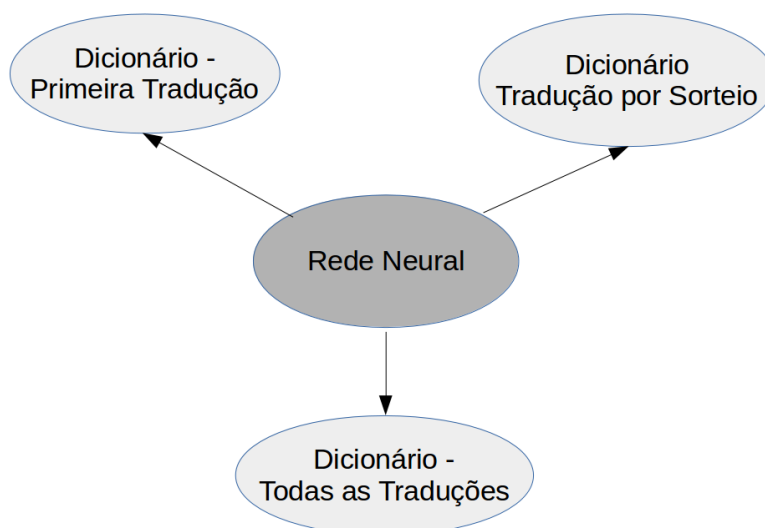 Dicionário -
Primeira Tradução
Dicionário
Tradução por Sorteio
Rede Neural
Dicionário -
Todas as Traduções